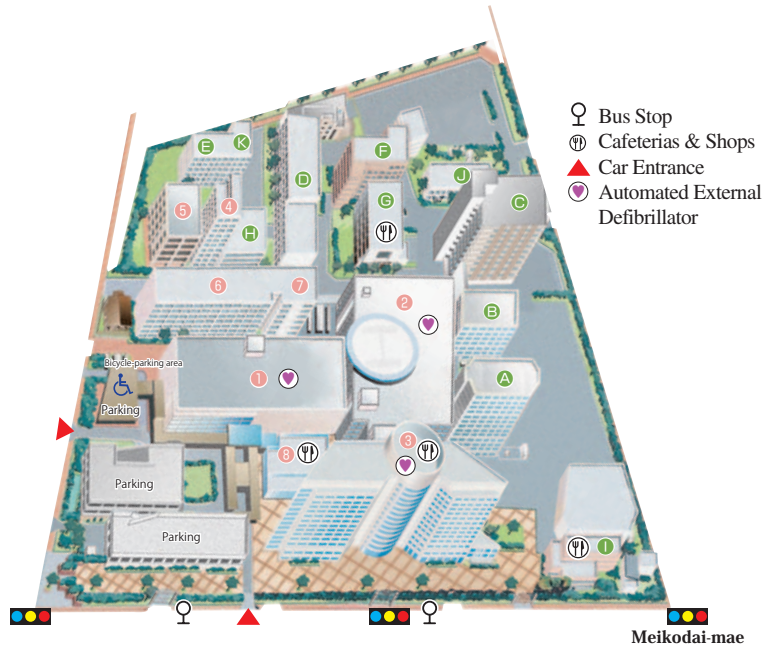 Bus Stop
Cafeterias & Shops
Car Entrance
Automated External
Defibrillator
E
K
F
D
J
5
4
G
C
H
6
7
2
B
Bicycle-parking area
1
A
Parking
3
8
Parking
Parking
I
Meikodai-mae